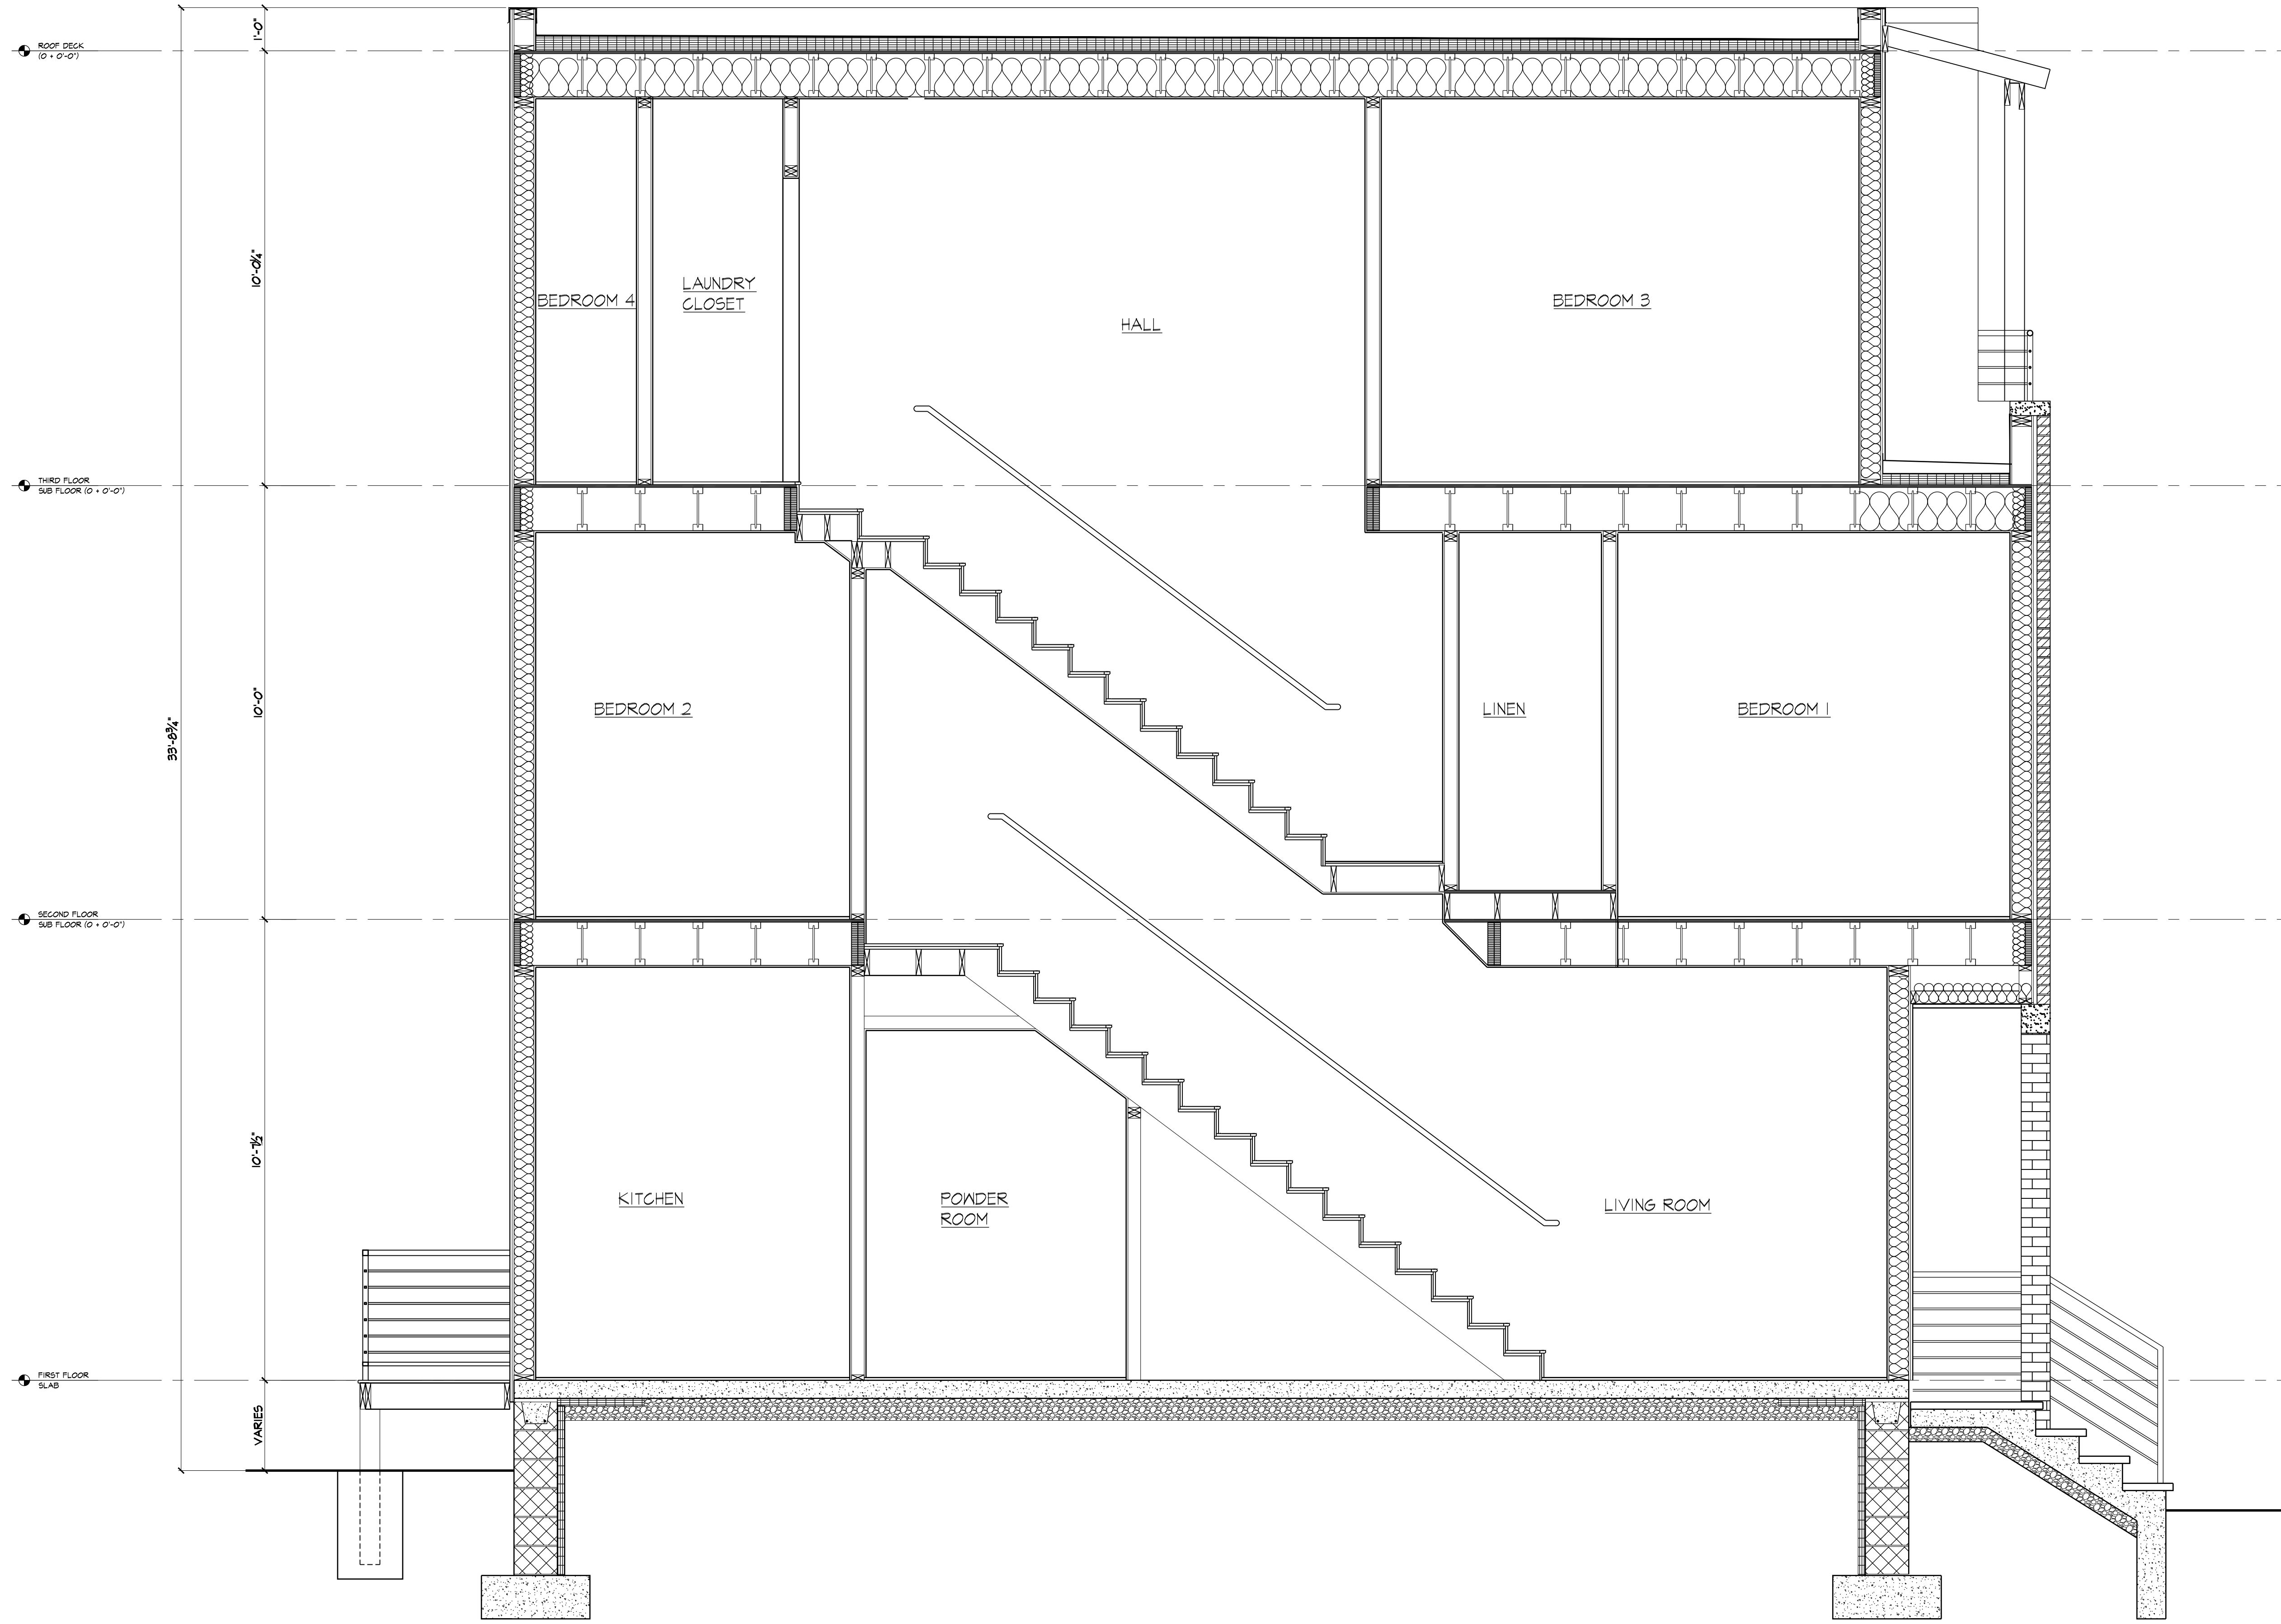 1'-0"
ROOF DECK
(0 + 0'-0")
10'-0¼"
LAUNDRY
CLOSET
BEDROOM 4
BEDROOM 3
HALL
THIRD FLOOR
SUB FLOOR (0 + 0'-0")
10'-0"
33'-8¾"
BEDROOM 2
LINEN
BEDROOM 1
SECOND FLOOR
SUB FLOOR (0 + 0'-0")
10'-7½"
KITCHEN
POWDER
ROOM
LIVING ROOM
FIRST FLOOR
SLAB
VARIES